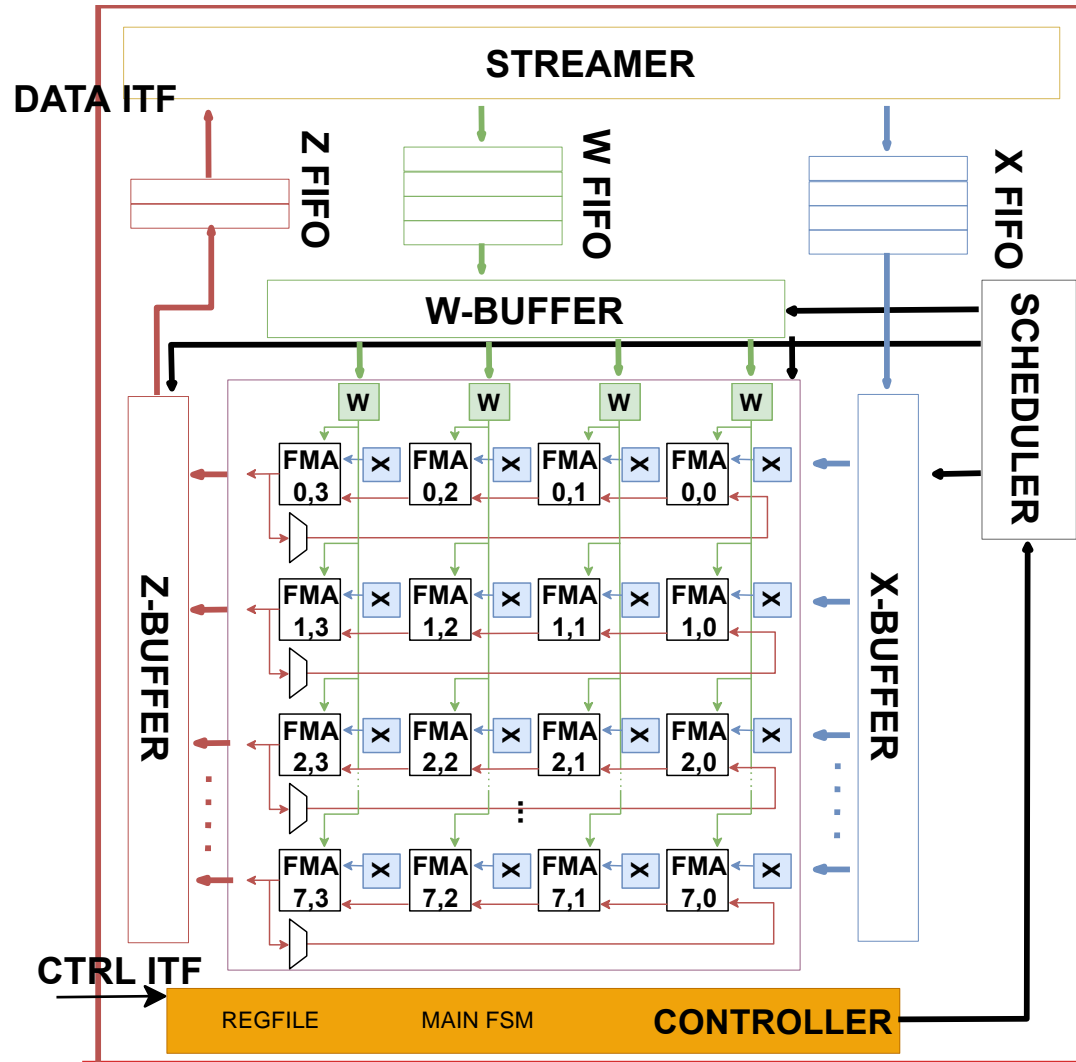 STREAMER
DATA ITF
Z FIFO
W FIFO
X FIFO
W-BUFFER
SCHEDULER
Z-BUFFER
X-BUFFER
W W W W
FMA X FMA X FMA X FMA X
0,3 0,2 0,1 0,0
FMA X FMA X FMA X FMA X
1,3 1,2 1,1 1,0
FMA X FMA X FMA X FMA X
2,3 2,2 2,1 2,0
FMA X FMA X FMA X FMA X
7,3 7,2 7,1 7,0
CTRL ITF
REGFILE MAIN FSM CONTROLLER